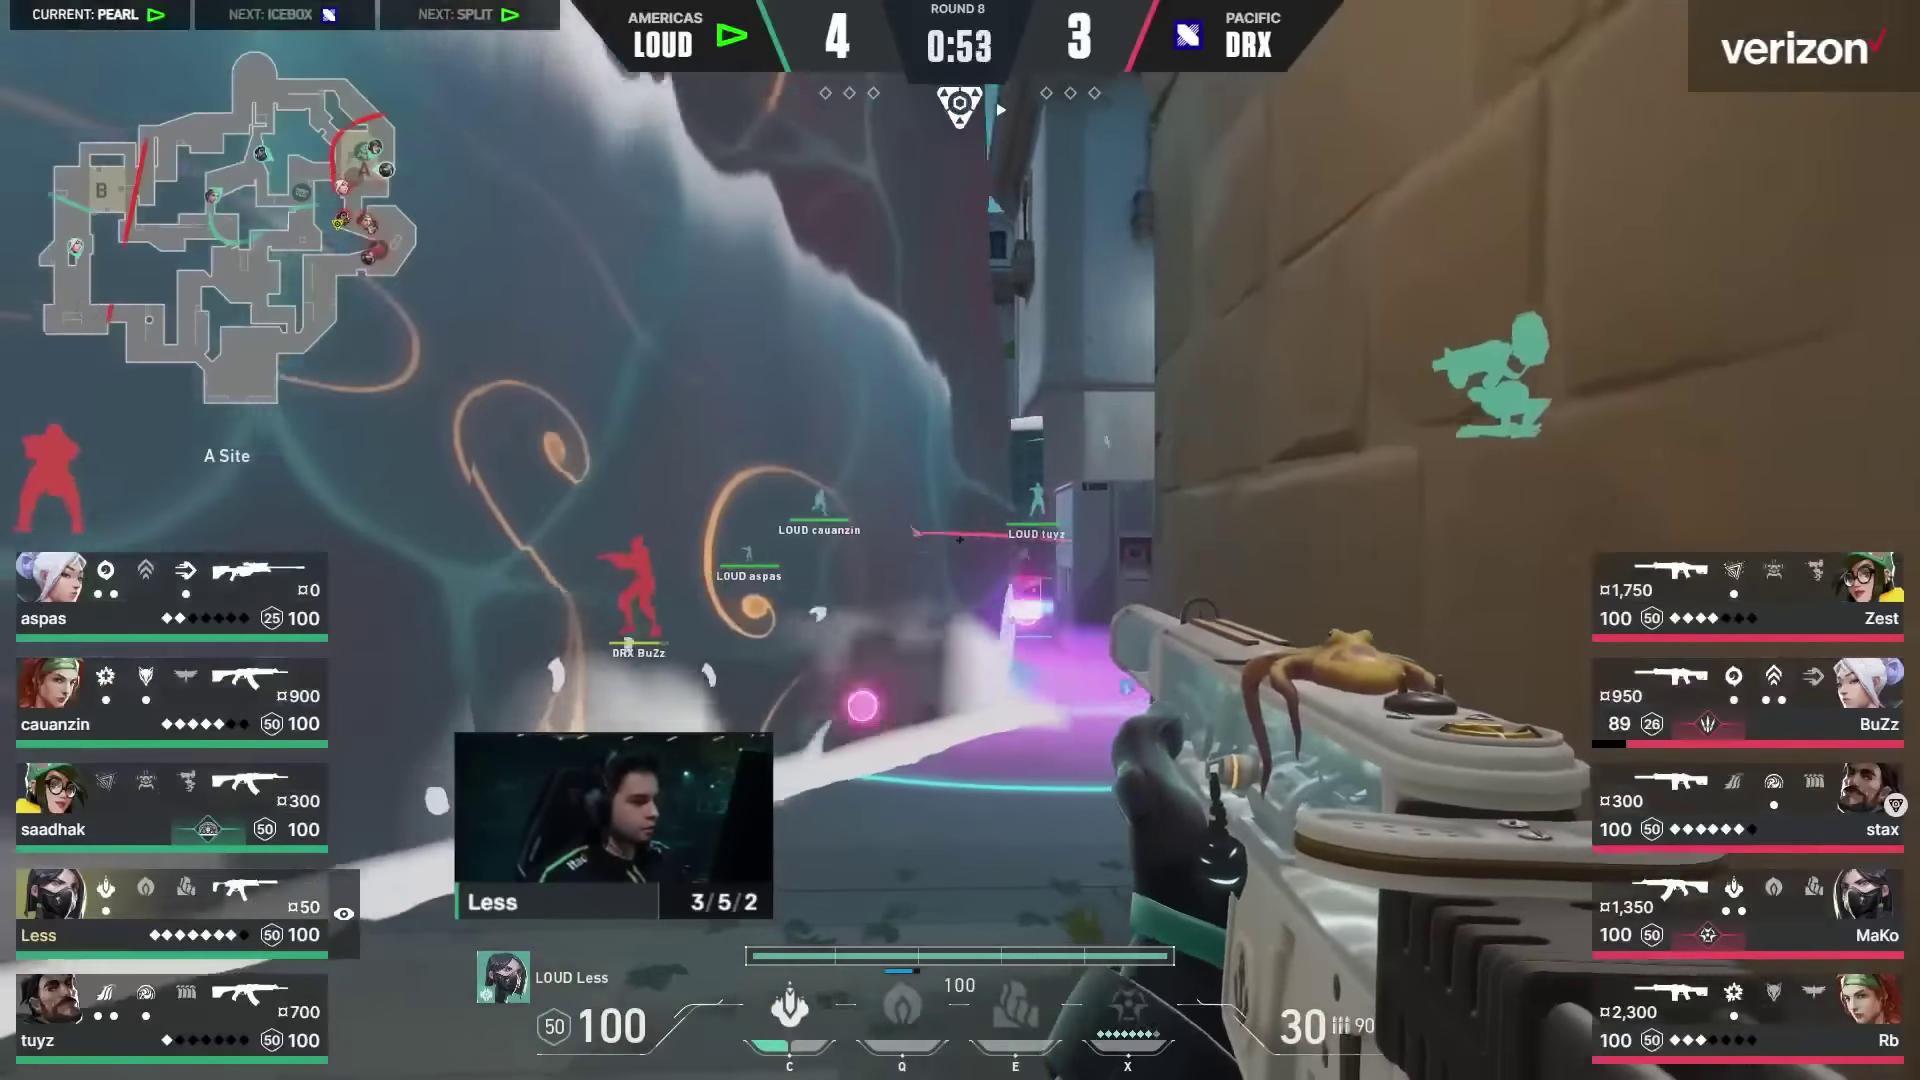 CURRENT: PEARL
NEXT: ICEBOX
NEXT: SPLIT
AMERICAS
LOUD
4
ROUND 8
0:53
3
PACIFIC
DRX
verizon
B
A
A Site
LOUD cauanzin
LOUD tuyz
LOUD aspas
DRX BuZz
¤0
aspas
25 100
¤900
cauanzin
50 100
¤300
saadhak
50 100
¤50
Less
50 100
¤700
tuyz
50 100
¤1,750
100 50
Zest
¤950
89 26
BuZz
¤300
100 50
stax
¤1,350
100 50
MaKo
¤2,300
100 50
Rb
Less
3/5/2
LOUD Less
50 100
100
30 90
C
Q
E
X